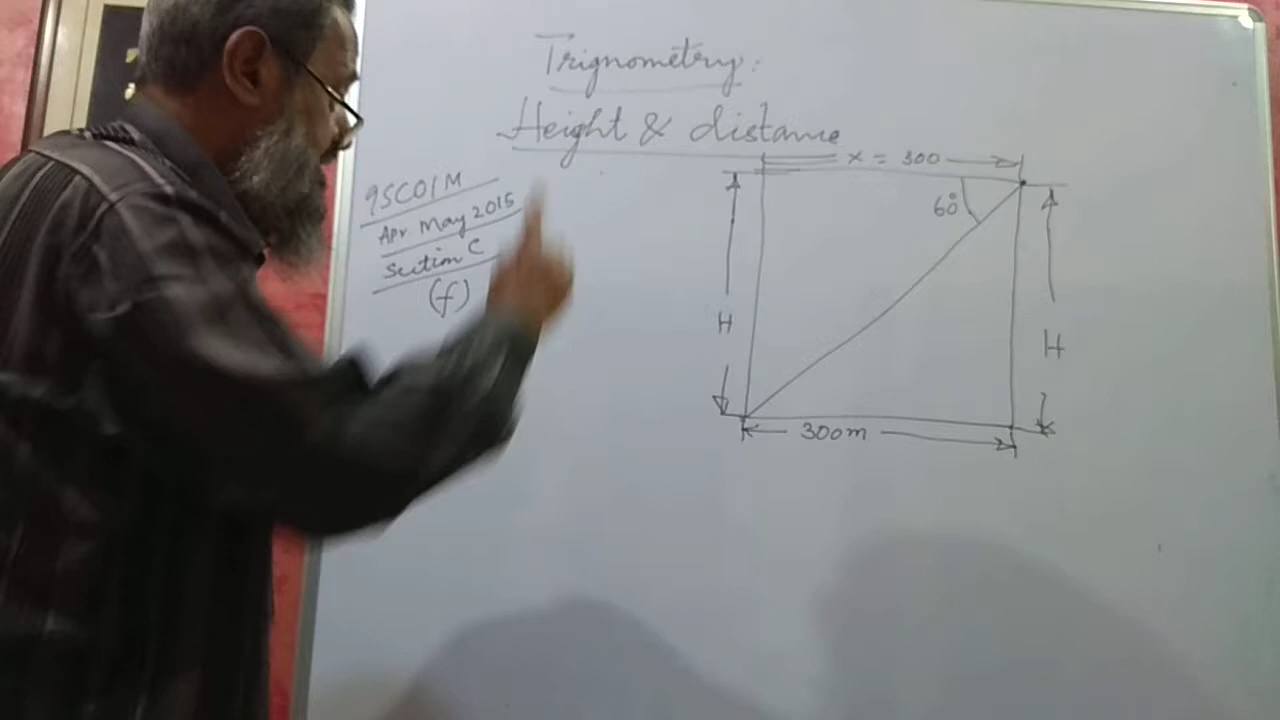 Trignometry:
Height & distance
9SC01M
Apr May 2015
Section C
(f)
x = 300
60°
H
H
300m